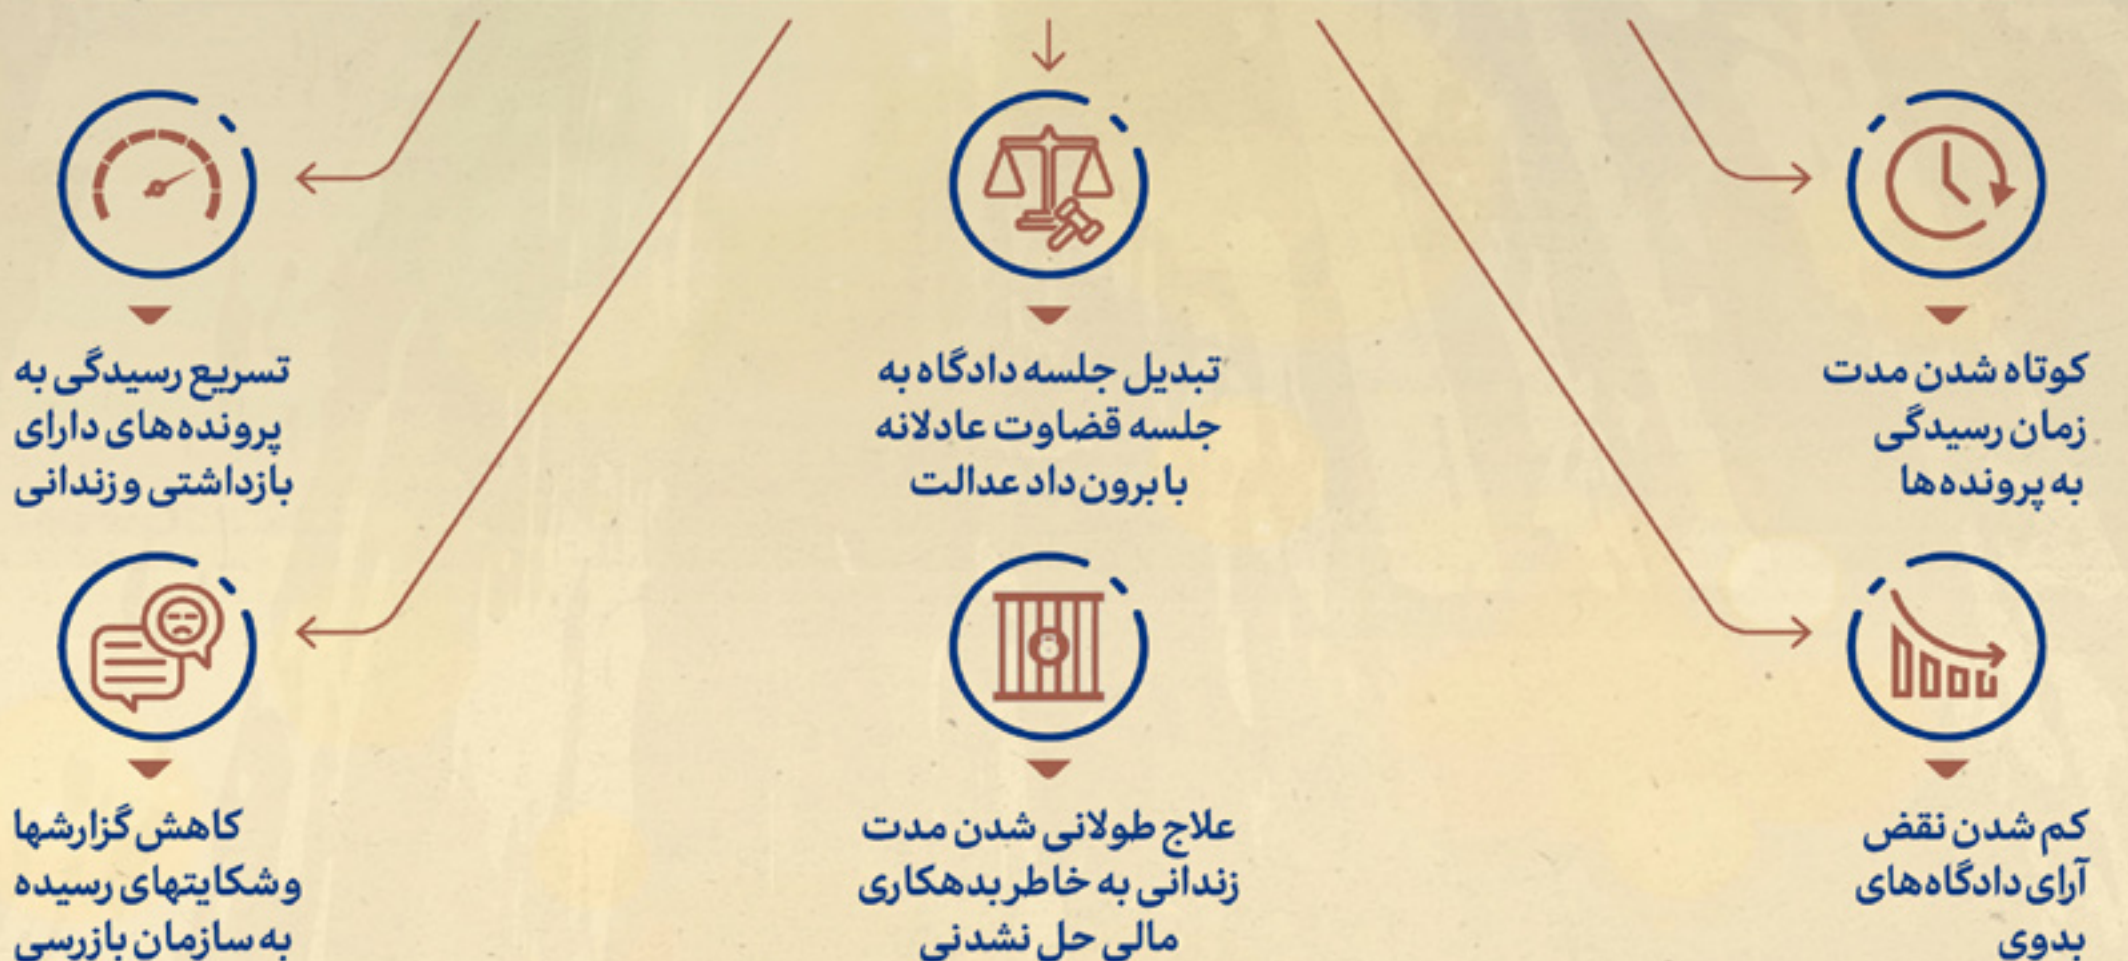 کوتاه شدن مدت
زمان رسیدگی
به پرونده‌ها
تبدیل جلسه دادگاه به
جلسه قضاوت عادلانه
با برون‌داد عدالت
تسریع رسیدگی به
پرونده‌های دارای
بازداشتی و زندانی
کم شدن نقض
آرای دادگاه‌های
بدوی
علاج طولانی شدن مدت
زندانی به خاطر بدهکاری
مالی حل نشدنی
کاهش گزارشها
و شکایتهای رسیده
به سازمان بازرسی